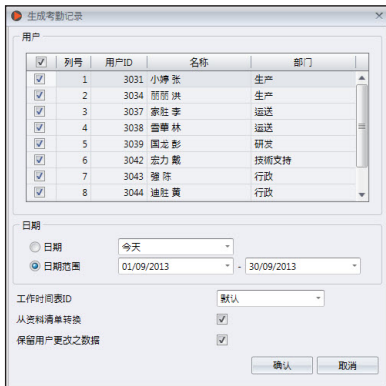 生成考勤记录
用户
列号 用户ID 名称 部门
1 3031 小婷 张 生产
2 3034 丽丽 洪 生产
3 3037 家胜 李 运送
4 3038 雪華 林 运送
5 3039 国龙 彭 研发
6 3042 宏力 戴 技術支持
7 3043 强 陈 行政
8 3044 迪胜 黄 行政
日期
日期 今天
日期范围 01/09/2013 - 30/09/2013
工作时间表ID 默认
从资料清单转换
保留用户更改之数据
确认 取消